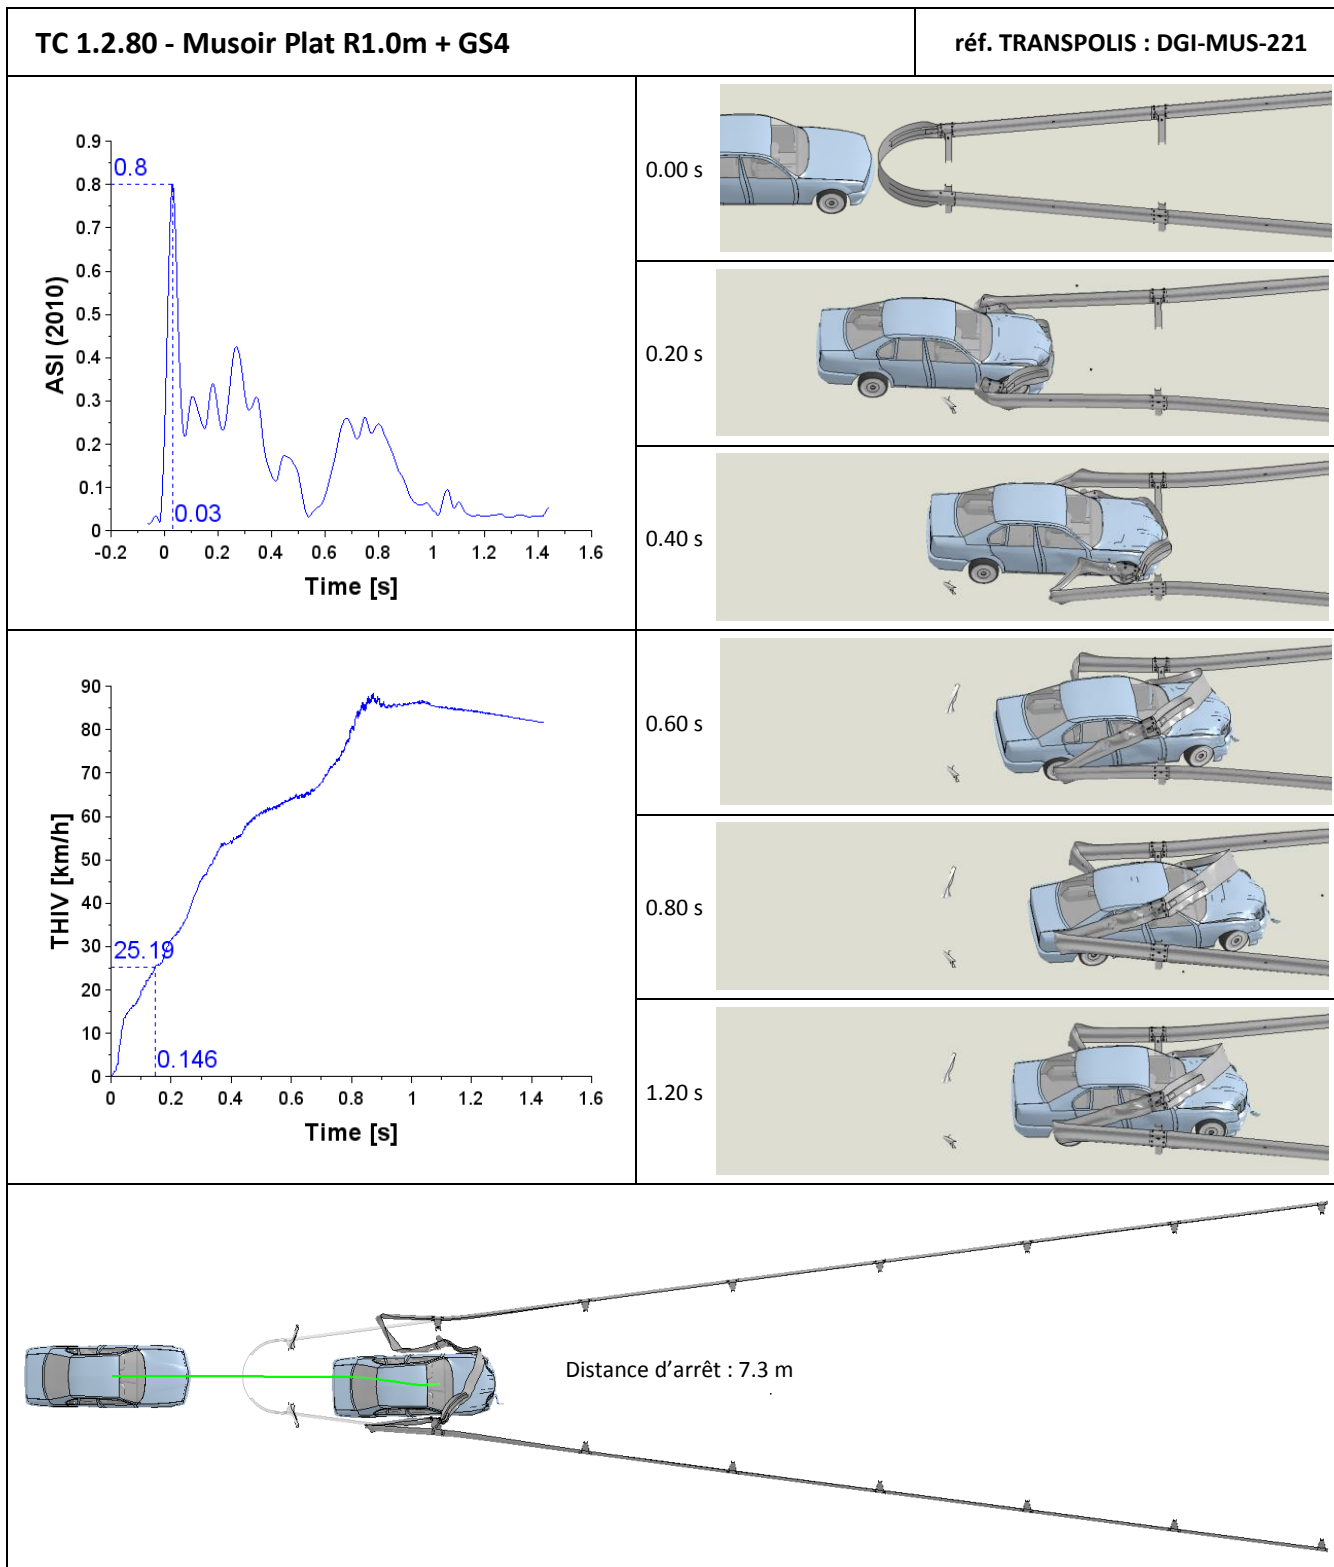 TC 1.2.80 - Musoir Plat R1.0m + GS4
réf. TRANSPOLIS : DGI-MUS-221
ASI (2010)
0.9
0.8
0.7
0.6
0.5
0.4
0.3
0.2
0.1
0
0.8
0.03
-0.2 0 0.2 0.4 0.6 0.8 1 1.2 1.4 1.6
Time [s]
0.00 s
0.20 s
0.40 s
THIV [km/h]
90
80
70
60
50
40
30
20
10
0
25.19
0.146
0 0.2 0.4 0.6 0.8 1 1.2 1.4 1.6
Time [s]
0.60 s
0.80 s
1.20 s
Distance d'arrêt : 7.3 m